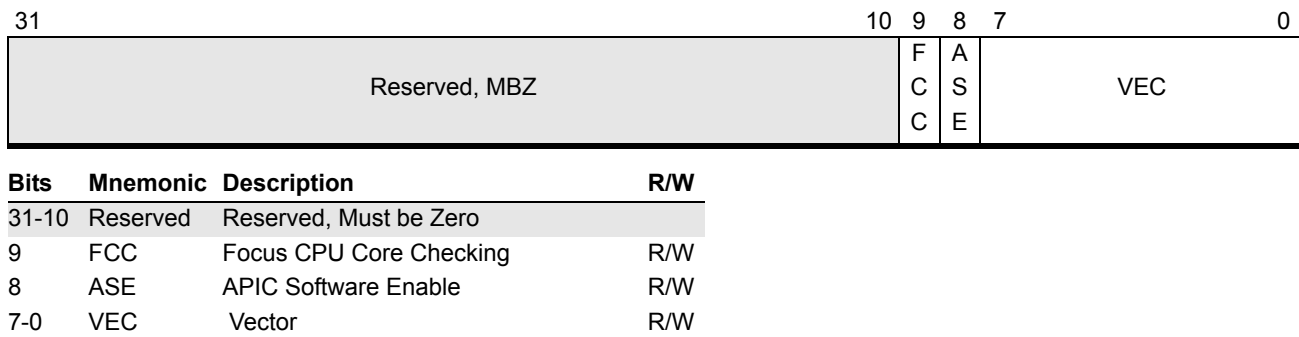 31 10 9 8 7 0
Reserved, MBZ
F
C
C
A
S
E
VEC
Bits Mnemonic Description R/W
31-10 Reserved Reserved, Must be Zero
9 FCC Focus CPU Core Checking R/W
8 ASE APIC Software Enable R/W
7-0 VEC Vector R/W